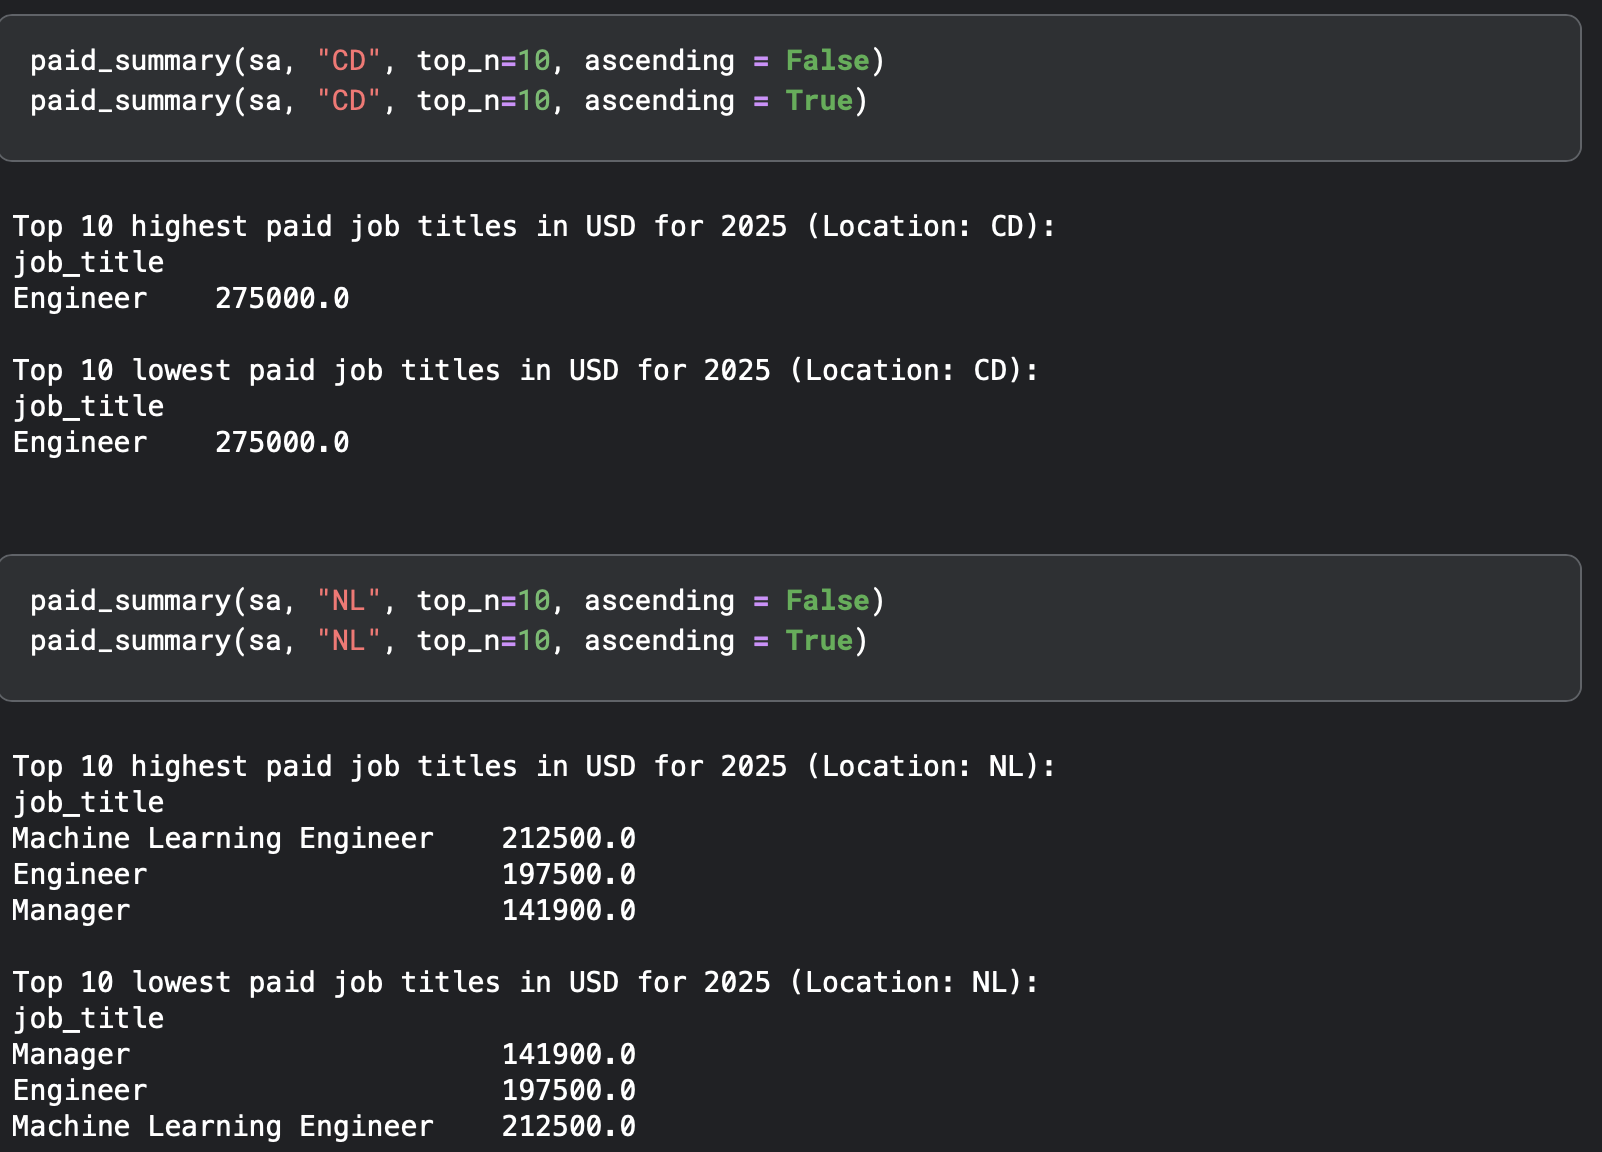 paid_summary(sa, "CD", top_n=10, ascending = False)
paid_summary(sa, "CD", top_n=10, ascending = True)
Top 10 highest paid job titles in USD for 2025 (Location: CD):
job_title
Engineer    275000.0
Top 10 lowest paid job titles in USD for 2025 (Location: CD):
job_title
Engineer    275000.0
paid_summary(sa, "NL", top_n=10, ascending = False)
paid_summary(sa, "NL", top_n=10, ascending = True)
Top 10 highest paid job titles in USD for 2025 (Location: NL):
job_title
Machine Learning Engineer    212500.0
Engineer                     197500.0
Manager                      141900.0
Top 10 lowest paid job titles in USD for 2025 (Location: NL):
job_title
Manager                      141900.0
Engineer                     197500.0
Machine Learning Engineer    212500.0